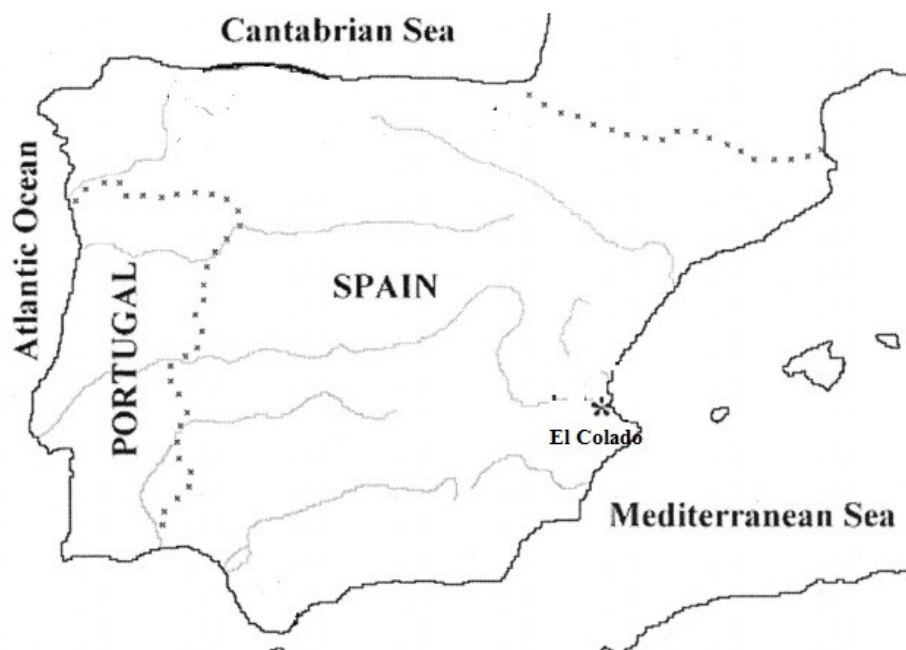 Cantabrian Sea
Atlantic Ocean
PORTUGAL
SPAIN
*
El Colado
Mediterranean Sea